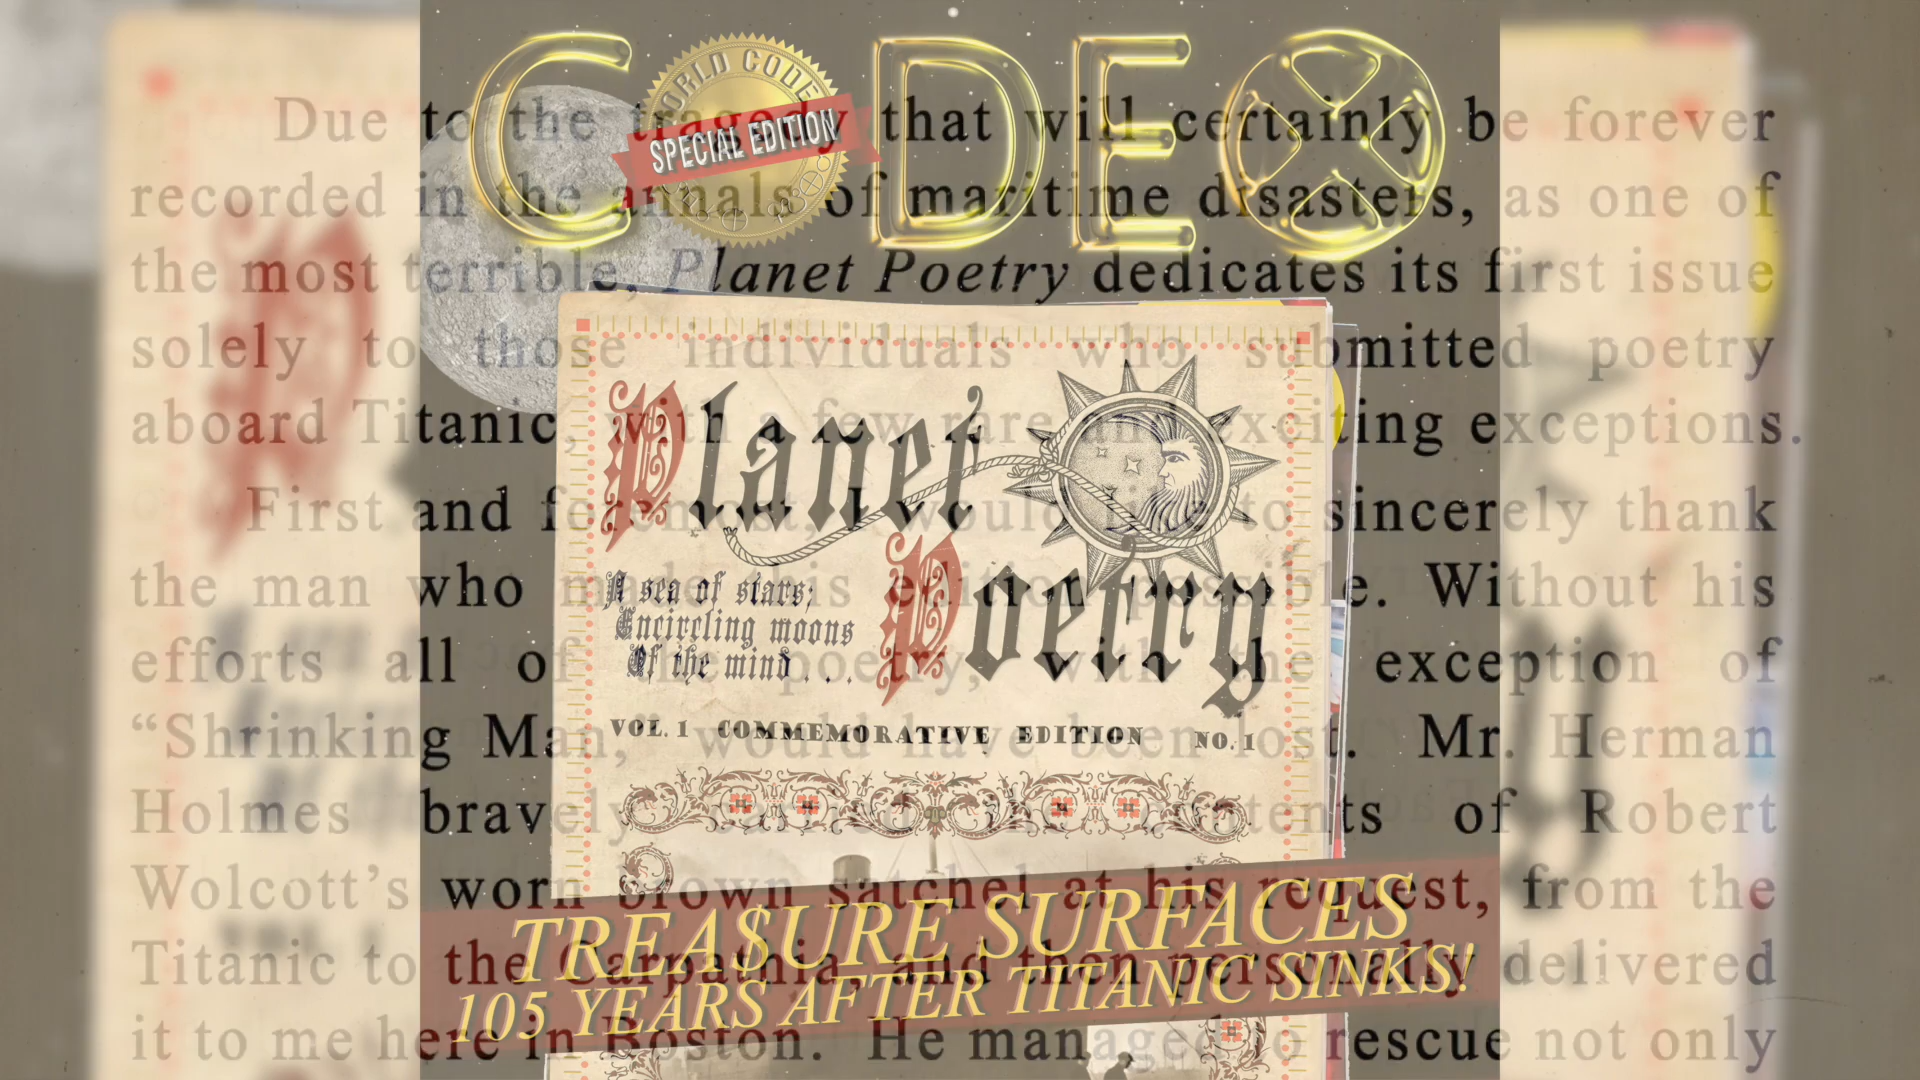 CODEX
WORLD CODE
SPECIAL EDITION
Due to the tragedy that will certainly be forever
recorded in the annals of maritime disasters, as one of
the most terrible, Planet Poetry dedicates its first issue
solely to those individuals who submitted poetry
aboard Titanic, with a few rare and exciting exceptions.
First and foremost, I would like to sincerely thank
the man who made this edition possible. Without his
efforts all of the poetry, with the exception of
“Shrinking Man,” would have been lost. Mr. Herman
Holmes bravely carried the contents of Robert
Wolcott’s worn brown satchel at his request, from the
Titanic to the Carpathia, and then personally delivered
it to me here in Boston. He managed to rescue not only
Planet
Poetry
A sea of stars;
Encircling moons
Of the mind . . .
VOL. 1 COMMEMORATIVE EDITION NO. 1
TREA$URE SURFACES
105 YEARS AFTER TITANIC SINKS!